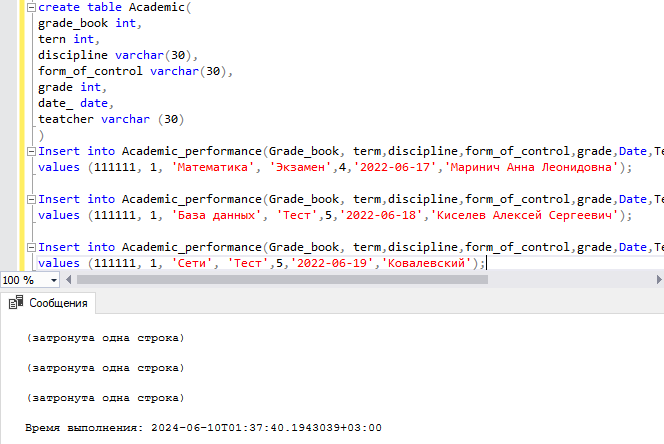 create table Academic(
grade_book int,
tern int,
discipline varchar(30),
form_of_control varchar(30),
grade int,
date_ date,
teatcher varchar (30)
)
Insert into Academic_performance(Grade_book, term,discipline,form_of_control,grade,Date,Te
values (111111, 1, 'Математика', 'Экзамен',4,'2022-06-17','Маринич Анна Леонидовна');
Insert into Academic_performance(Grade_book, term,discipline,form_of_control,grade,Date,Te
values (111111, 1, 'База данных', 'Тест',5,'2022-06-18','Киселев Алексей Сергеевич');
Insert into Academic_performance(Grade_book, term,discipline,form_of_control,grade,Date,Te
values (111111, 1, 'Сети', 'Тест',5,'2022-06-19','Ковалевский');
100 %
Сообщения
(затронута одна строка)
(затронута одна строка)
(затронута одна строка)
Время выполнения: 2024-06-10T01:37:40.1943039+03:00